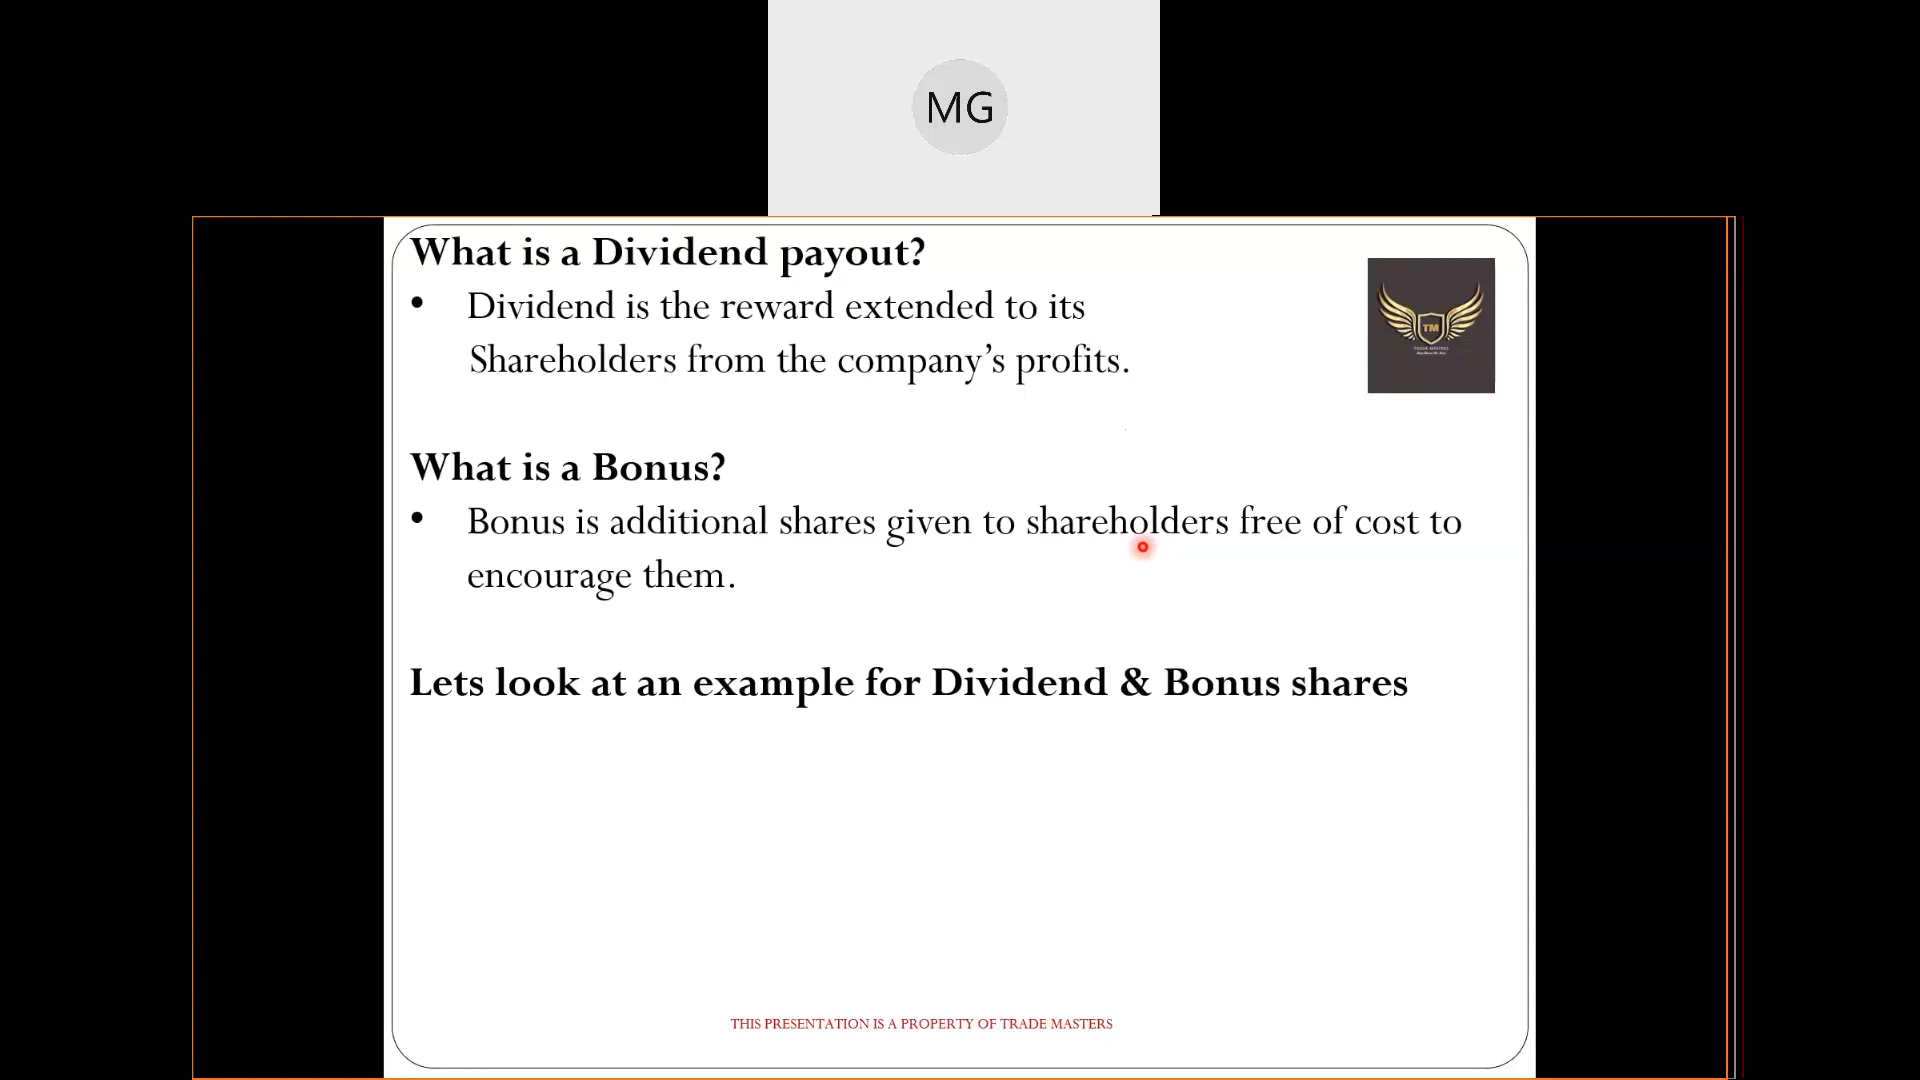 MG
What is a Dividend payout?
• Dividend is the reward extended to its
Shareholders from the company’s profits.
TM
What is a Bonus?
• Bonus is additional shares given to shareholders free of cost to
encourage them.
Lets look at an example for Dividend & Bonus shares
THIS PRESENTATION IS A PROPERTY OF TRADE MASTERS